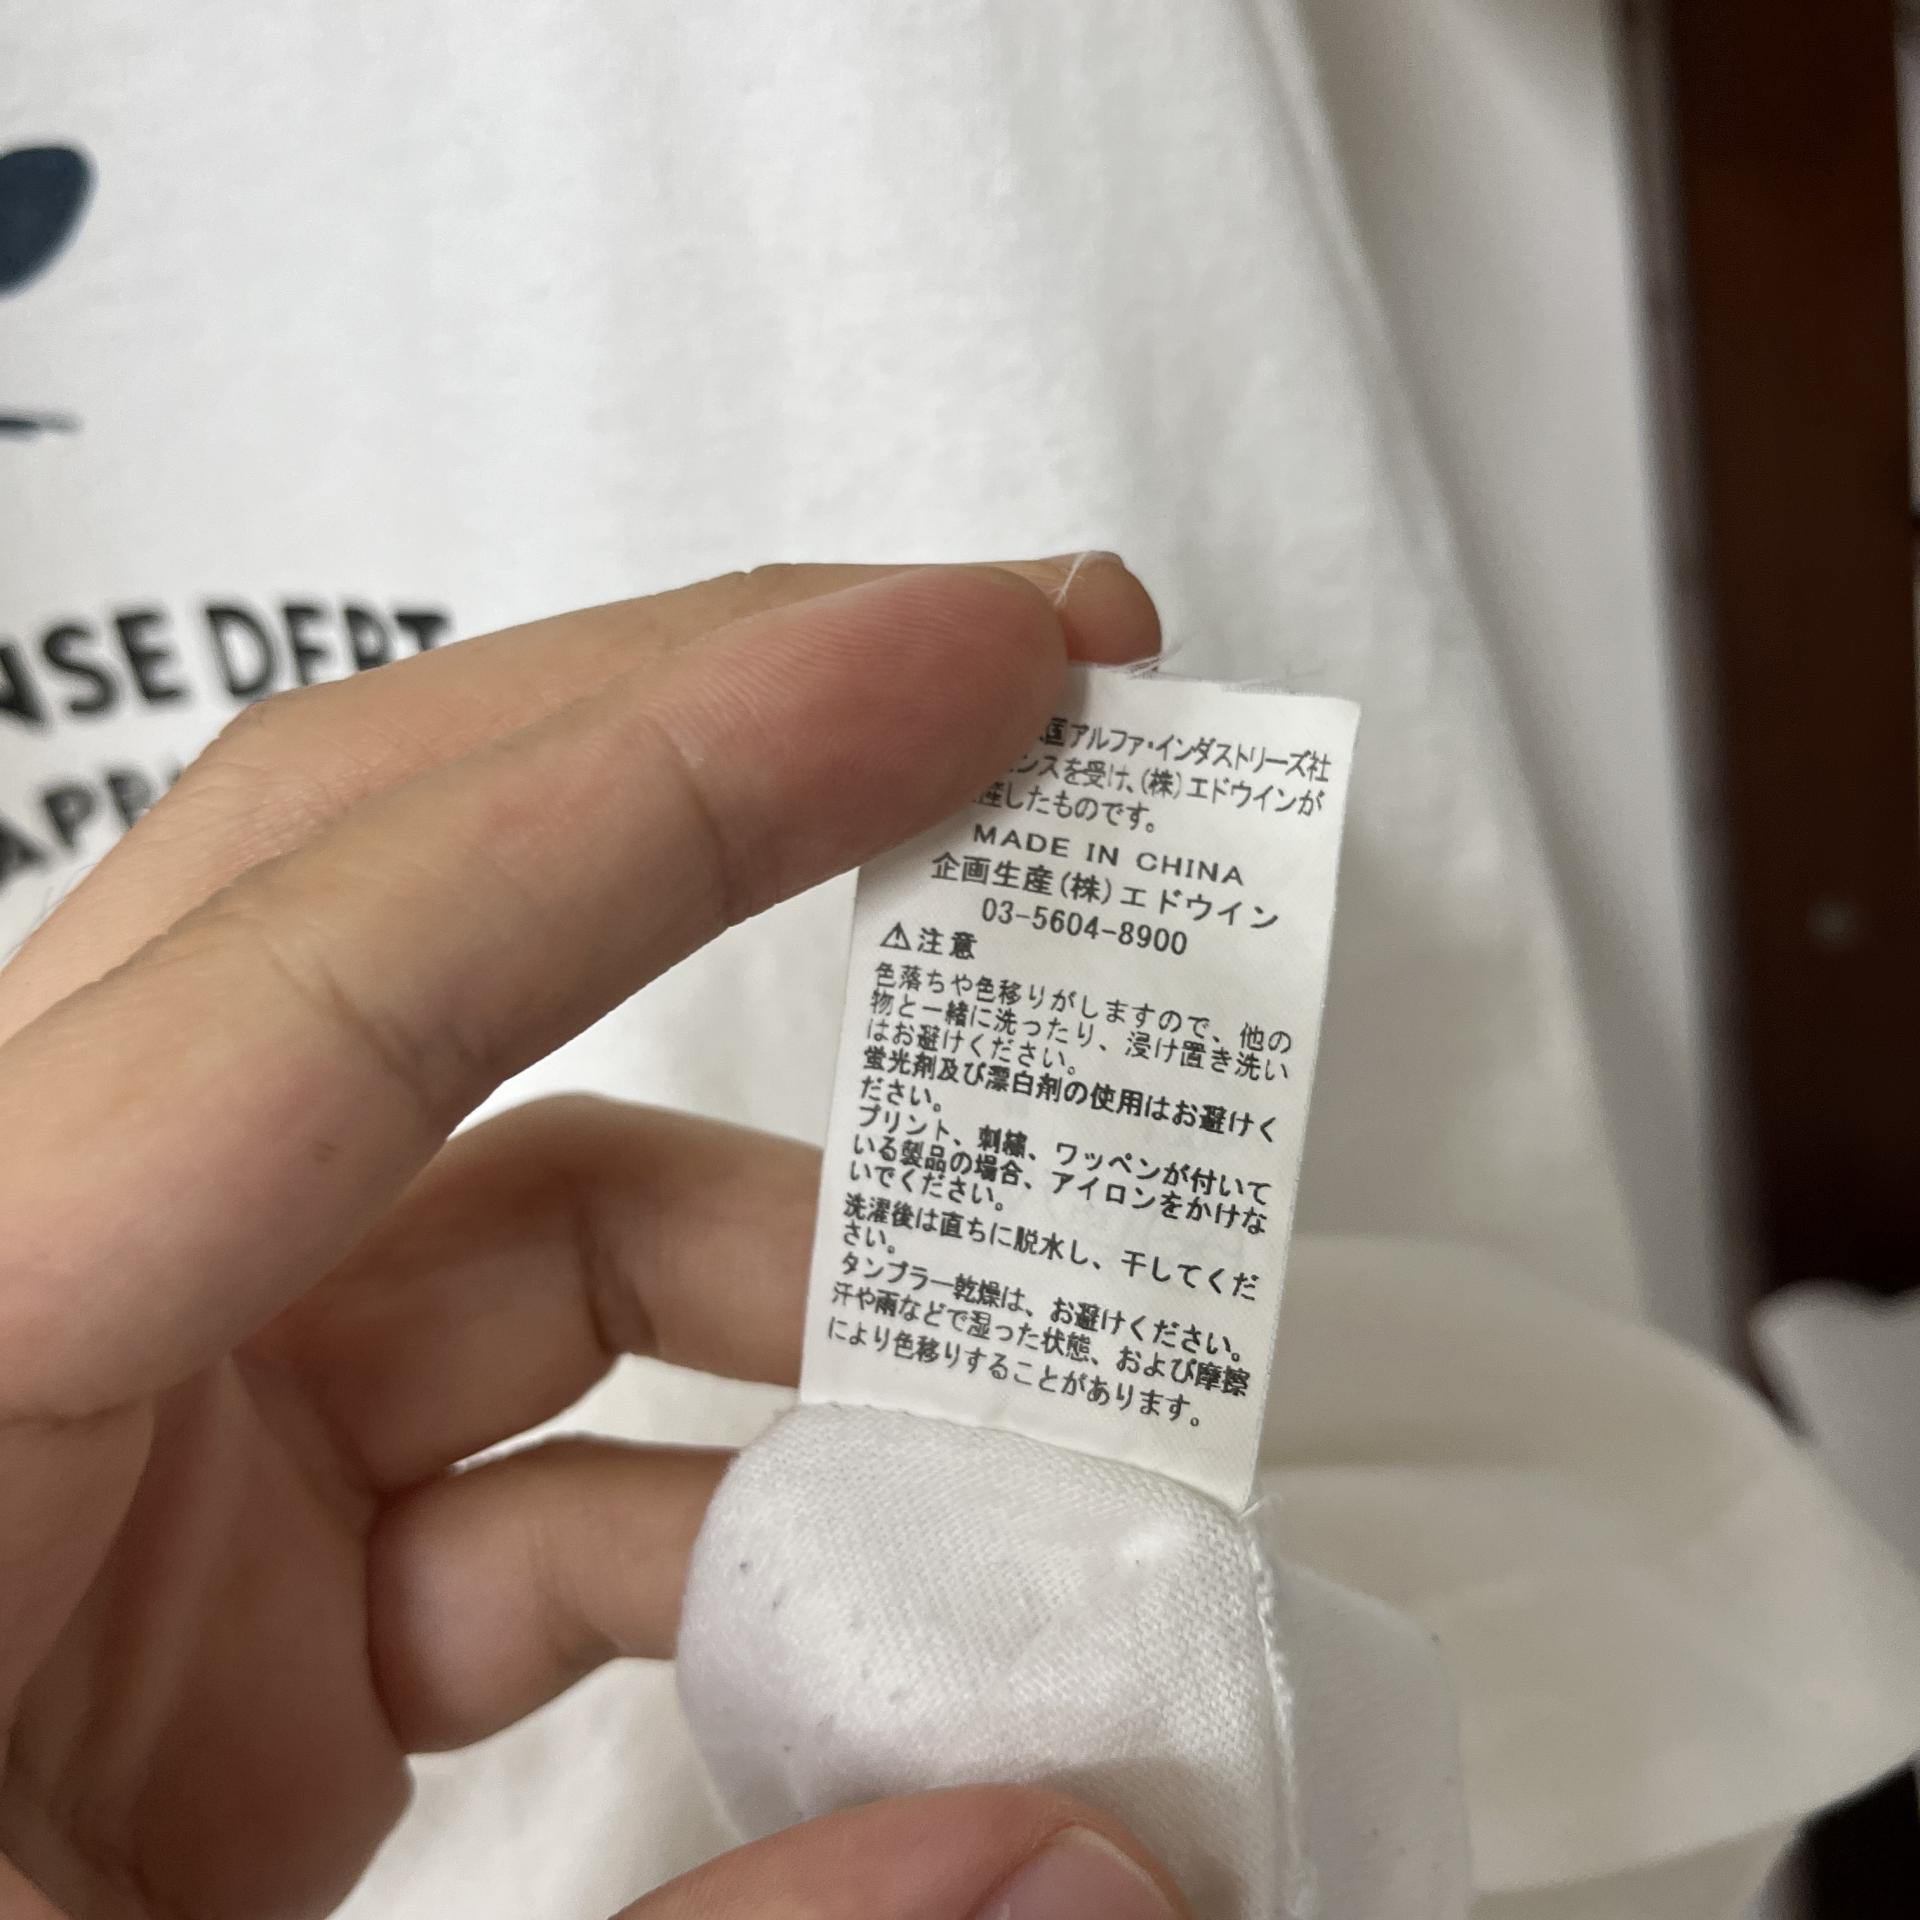 NSE DEPT
国アルファ・インダストリーズ社
ンスを受け、(株)エドウインが
産したものです。
MADE IN CHINA
企画生産(株)エドウイン
03-5604-8900
⚠注意
色落ちや色移りがしますので、他の
物と一緒に洗ったり、浸け置き洗い
はお避けください。
蛍光剤及び漂白剤の使用はお避けく
ださい。
プリント、刺繍、ワッペンが付いて
いる製品の場合、アイロンをかけな
いでください。
洗濯後は直ちに脱水し、干してくだ
さい。
タンブラー乾燥は、お避けください。
汗や雨などで湿った状態、および摩擦
により色移りすることがあります。